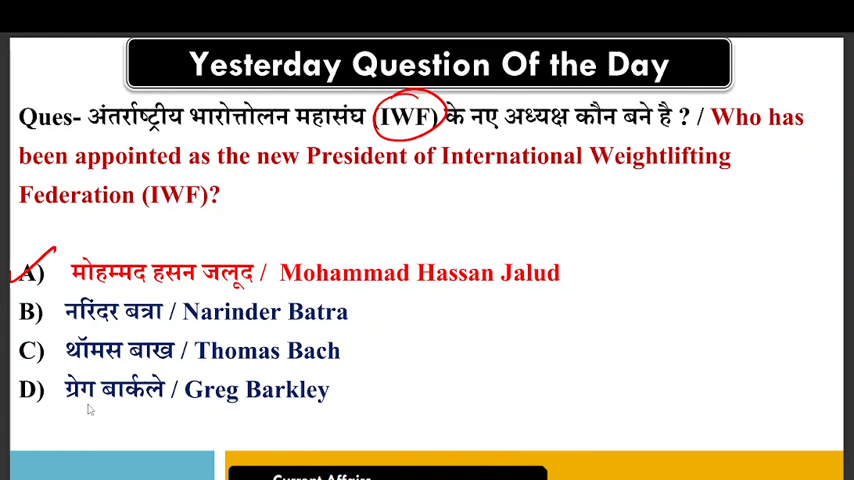 Yesterday Question Of the Day
Ques- अंतर्राष्ट्रीय भारोत्तोलन महासंघ (IWF) के नए अध्यक्ष कौन बने है ? / Who has
been appointed as the new President of International Weightlifting
Federation (IWF)?
A) मोहम्मद हसन जलूद / Mohammad Hassan Jalud
B) नरिंदर बत्रा / Narinder Batra
C) थॉमस बाख / Thomas Bach
D) ग्रेग बार्कले / Greg Barkley
Current Affairs